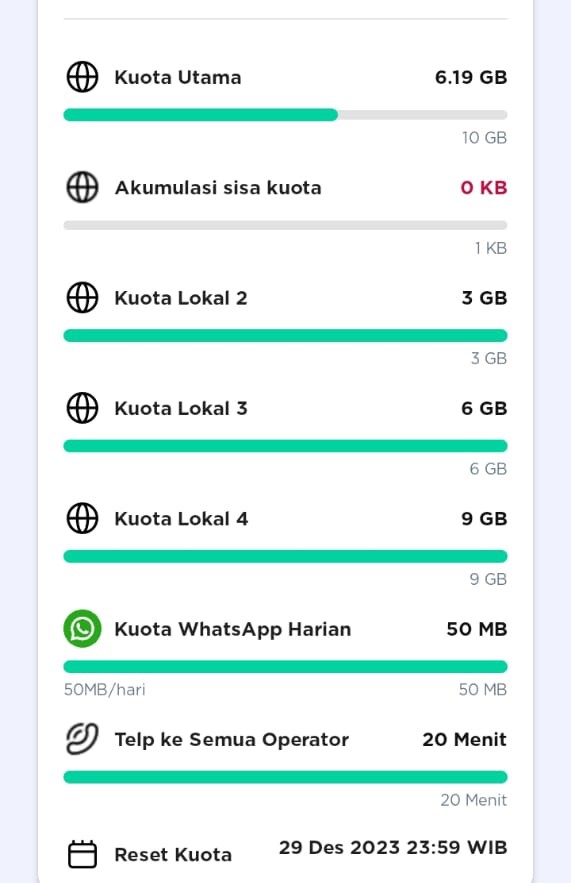 Kuota Utama 6.19 GB
10 GB
Akumulasi sisa kuota 0 KB
1 KB
Kuota Lokal 2 3 GB
3 GB
Kuota Lokal 3 6 GB
6 GB
Kuota Lokal 4 9 GB
9 GB
Kuota WhatsApp Harian 50 MB
50MB/hari 50 MB
Telp ke Semua Operator 20 Menit
20 Menit
Reset Kuota 29 Des 2023 23:59 WIB